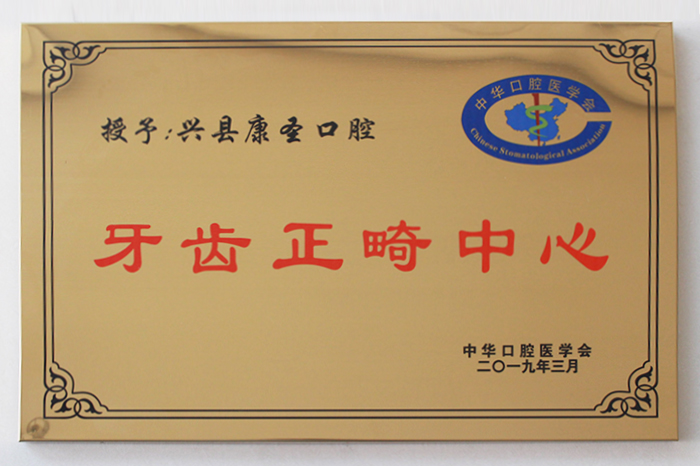 中华口腔医学会
Chinese Stomatological Association
授予:兴县康圣口腔
牙齿正畸中心
中华口腔医学会
二〇一九年三月